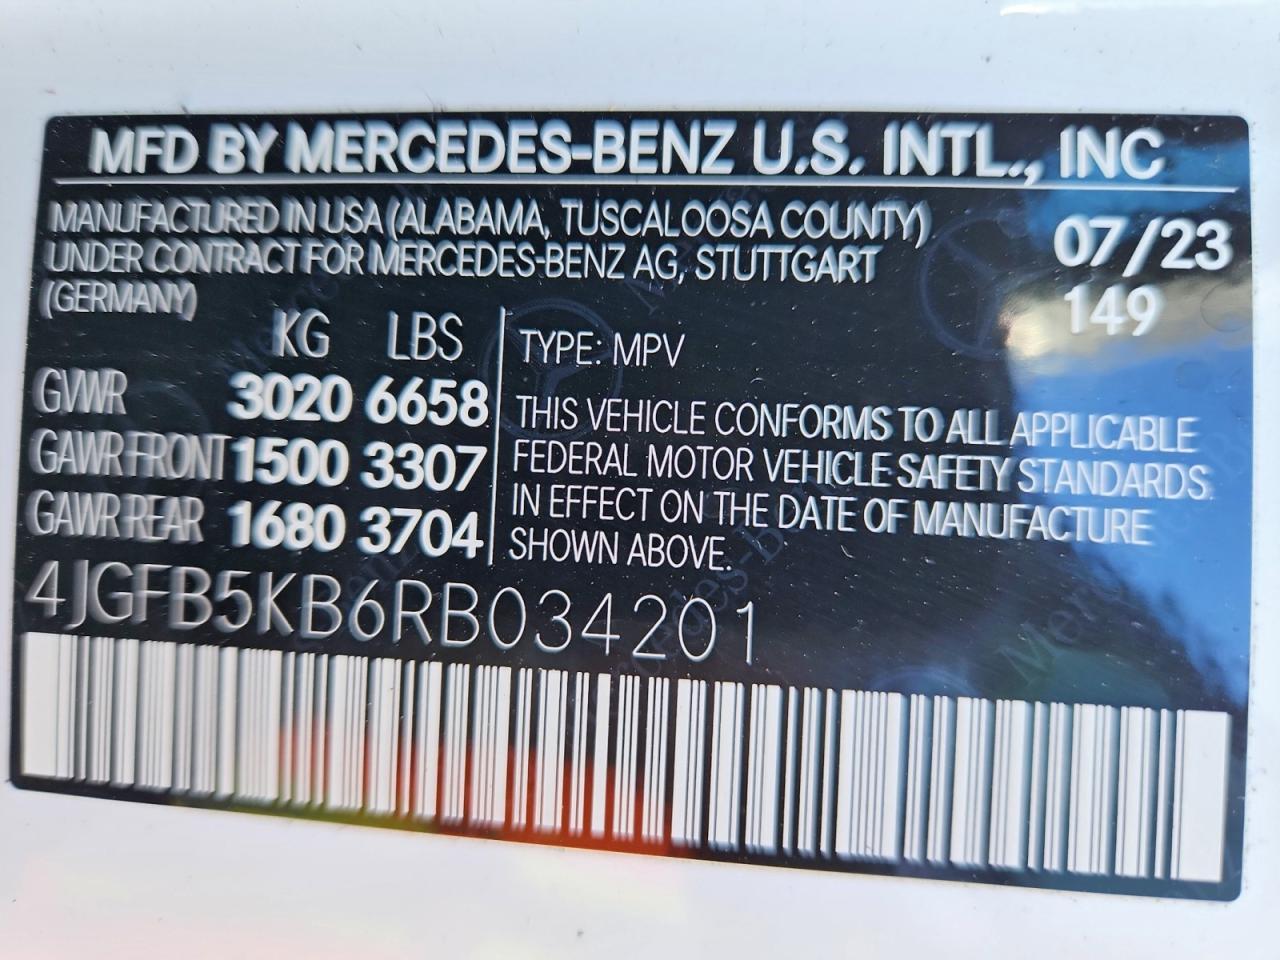 MFD BY MERCEDES-BENZ U.S. INTL., INC
MANUFACTURED IN USA (ALABAMA, TUSCALOOSA COUNTY)
UNDER CONTRACT FOR MERCEDES-BENZ AG, STUTTGART
(GERMANY)
07/23
149
KG LBS
GVWR 3020 6658
GAWR FRONT 1500 3307
GAWR REAR 1680 3704
TYPE: MPV
THIS VEHICLE CONFORMS TO ALL APPLICABLE
FEDERAL MOTOR VEHICLE SAFETY STANDARDS
IN EFFECT ON THE DATE OF MANUFACTURE
SHOWN ABOVE.
4JGFB5KB6RB034201